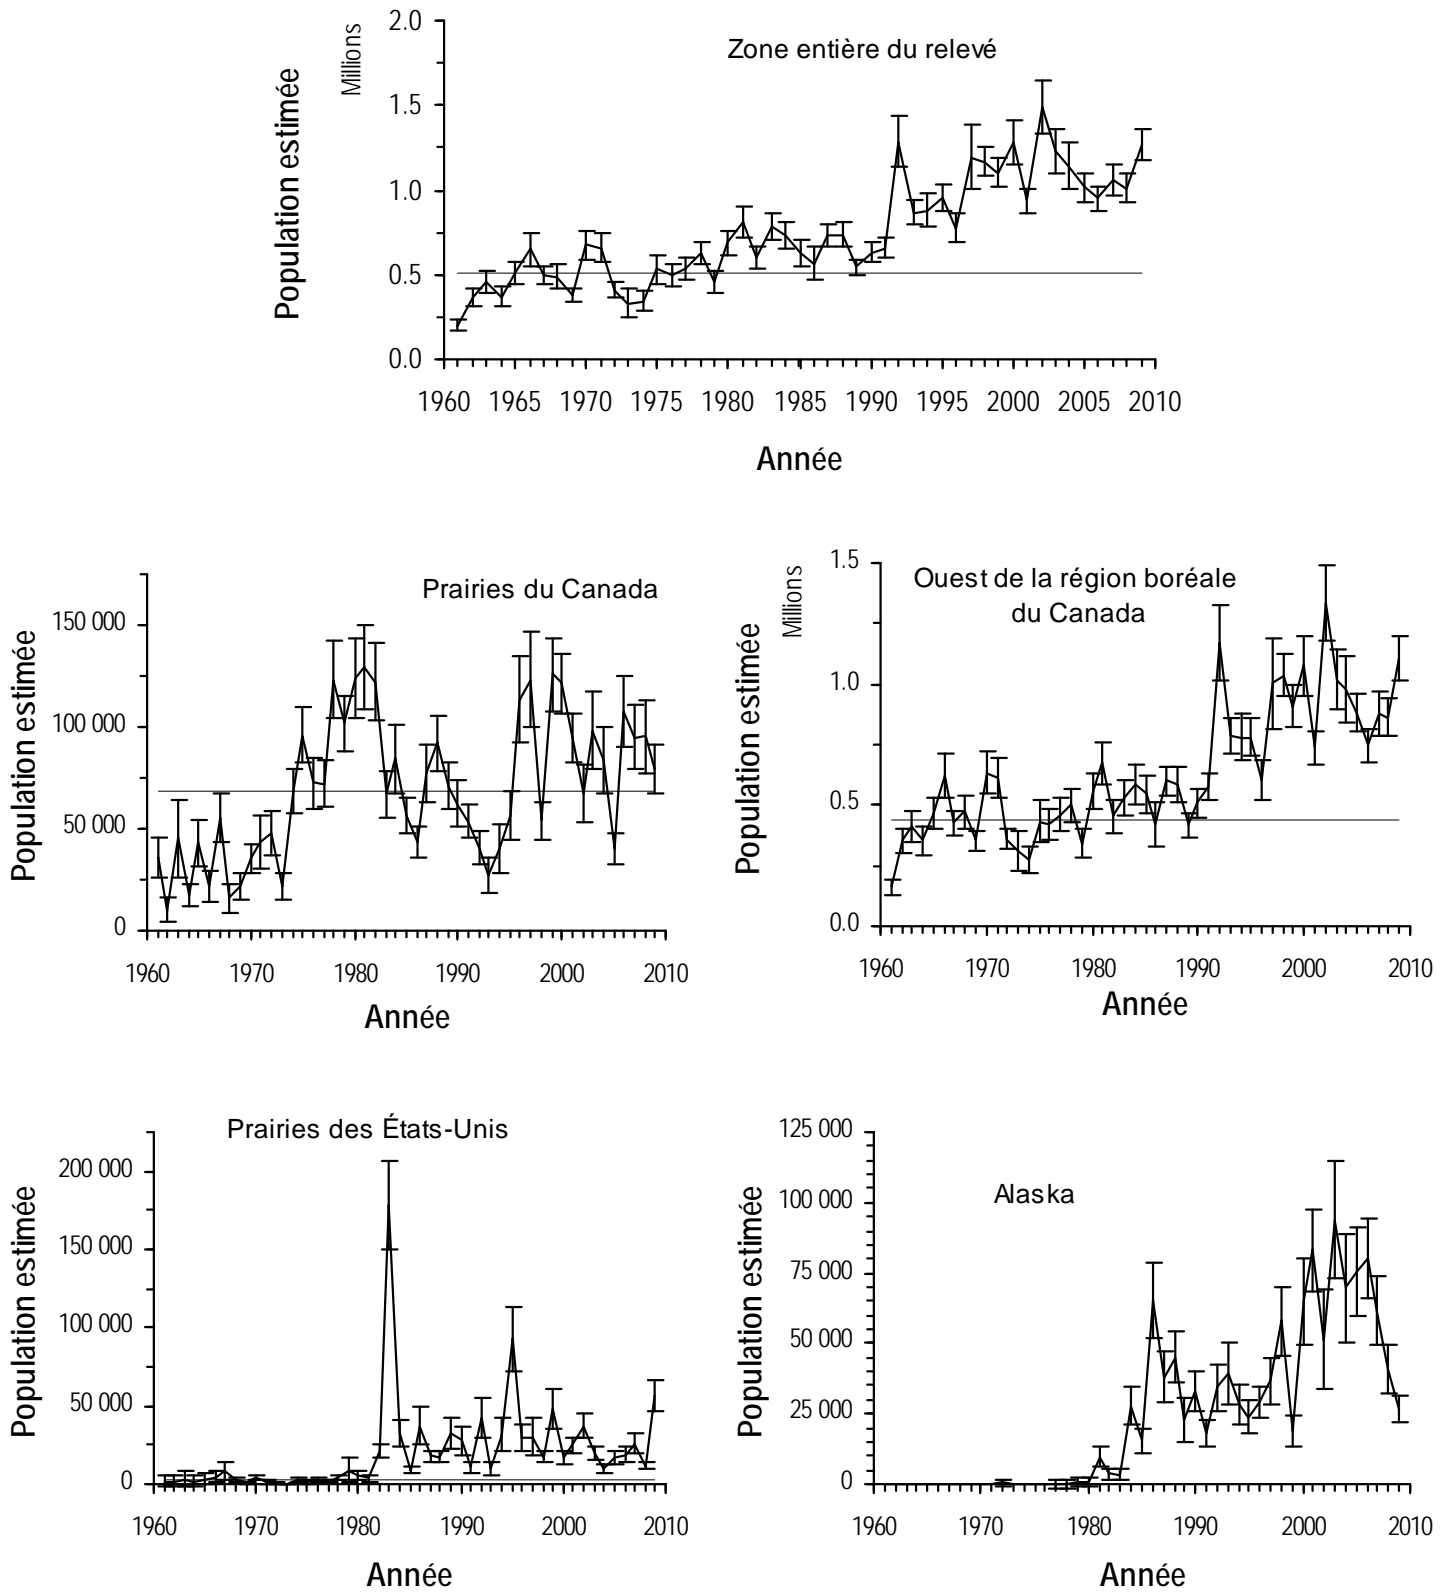 Zone entière du relevé
Millions
Population estimée
2.0
1.5
1.0
0.5
0.0
1960 1965 1970 1975 1980 1985 1990 1995 2000 2005 2010
Année
Prairies du Canada
Population estimée
150 000
100 000
50 000
0
1960 1970 1980 1990 2000 2010
Année
Ouest de la région boréale
du Canada
Millions
Population estimée
1.5
1.0
0.5
0.0
1960 1970 1980 1990 2000 2010
Année
Prairies des États-Unis
Population estimée
200 000
150 000
100 000
50 000
0
1960 1970 1980 1990 2000 2010
Année
Alaska
Population estimée
125 000
100 000
75 000
50 000
25 000
0
1960 1970 1980 1990 2000 2010
Année